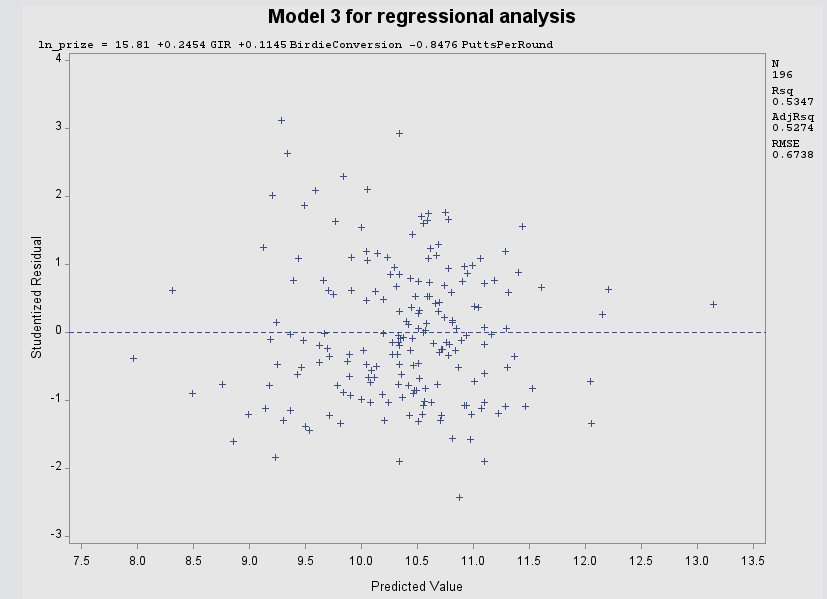 Model 3 for regressional analysis
ln_prize = 15.81 +0.2454 GIR +0.1145 BirdieConversion -0.8476 PuttsPerRound
4
3
2
1
0
-1
-2
-3
Studentized Residual
7.5 8.0 8.5 9.0 9.5 10.0 10.5 11.0 11.5 12.0 12.5 13.0 13.5
Predicted Value
N
196
Rsq
0.5347
AdjRsq
0.5274
RMSE
0.6738